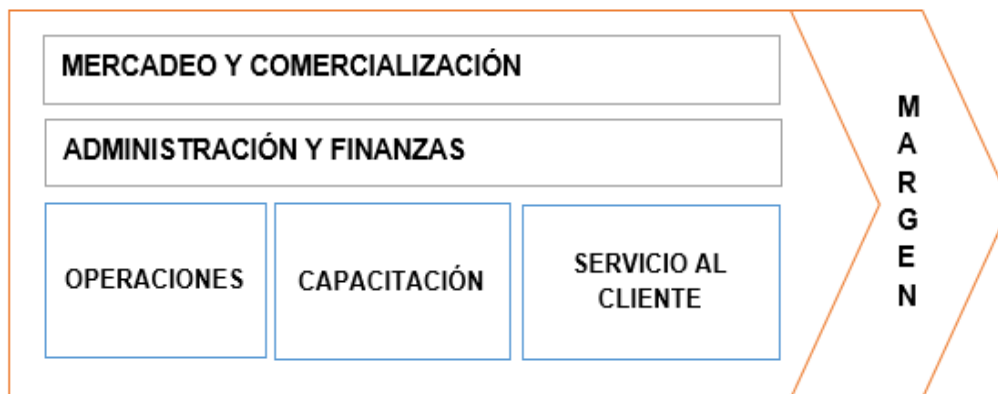 MERCADEO Y COMERCIALIZACIÓN
ADMINISTRACIÓN Y FINANZAS
OPERACIONES
CAPACITACIÓN
SERVICIO AL
CLIENTE
M
A
R
G
E
N